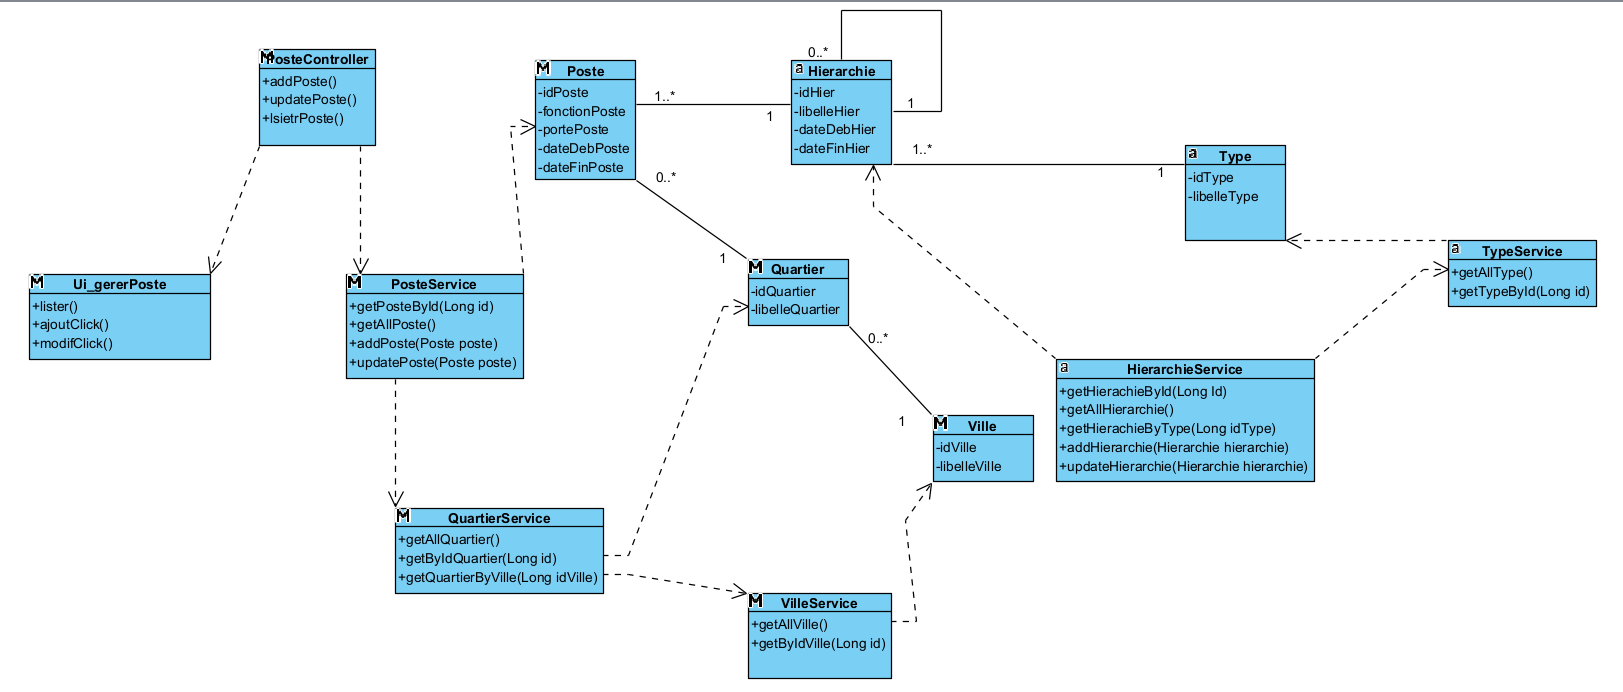 PosteController
+addPoste()
+updatePoste()
+lsietrPoste()
Poste
-idPoste
-fonctionPoste
-portePoste
-dateDebPoste
-dateFinPoste
1..*
1
0..*
Hierarchie
-idHier
-libelleHier
-dateDebHier
-dateFinHier
1
1..*
1
Type
-idType
-libelleType
0..*
1
Ui_gererPoste
+lister()
+ajoutClick()
+modifClick()
PosteService
+getPosteById(Long id)
+getAllPoste()
+addPoste(Poste poste)
+updatePoste(Poste poste)
Quartier
-idQuartier
-libelleQuartier
TypeService
+getAllType()
+getTypeById(Long id)
0..*
1
Ville
-idVille
-libelleVille
HierarchieService
+getHierachieById(Long Id)
+getAllHierarchie()
+getHierachieByType(Long idType)
+addHierarchie(Hierarchie hierarchie)
+updateHierarchie(Hierarchie hierarchie)
QuartierService
+getAllQuartier()
+getByIdQuartier(Long id)
+getQuartierByVille(Long idVille)
VilleService
+getAllVille()
+getByIdVille(Long id)